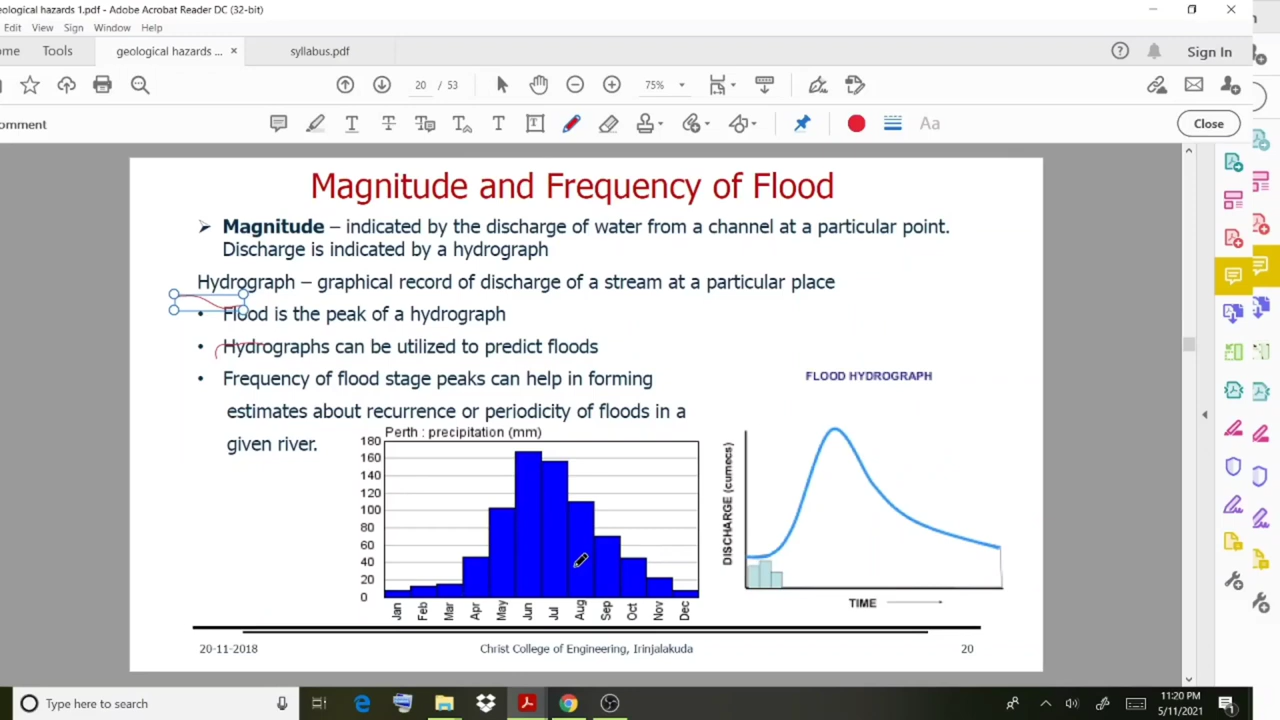 eological hazards 1.pdf - Adobe Acrobat Reader DC (32-bit)
Edit View Sign Window Help
ome Tools geological hazards ... × syllabus.pdf Sign In
20 / 53 75%
omment Aa Close
Magnitude and Frequency of Flood
➢ Magnitude – indicated by the discharge of water from a channel at a particular point.
Discharge is indicated by a hydrograph
Hydrograph – graphical record of discharge of a stream at a particular place
• Flood is the peak of a hydrograph
• Hydrographs can be utilized to predict floods
• Frequency of flood stage peaks can help in forming
estimates about recurrence or periodicity of floods in a
given river.
Perth : precipitation (mm)
180
160
140
120
100
80
60
40
20
0
Jan Feb Mar Apr May Jun Jul Aug Sep Oct Nov Dec
FLOOD HYDROGRAPH
DISCHARGE (cumecs)
TIME
20-11-2018 Christ College of Engineering, Irinjalakuda 20
Type here to search
11:20 PM
5/11/2021
1